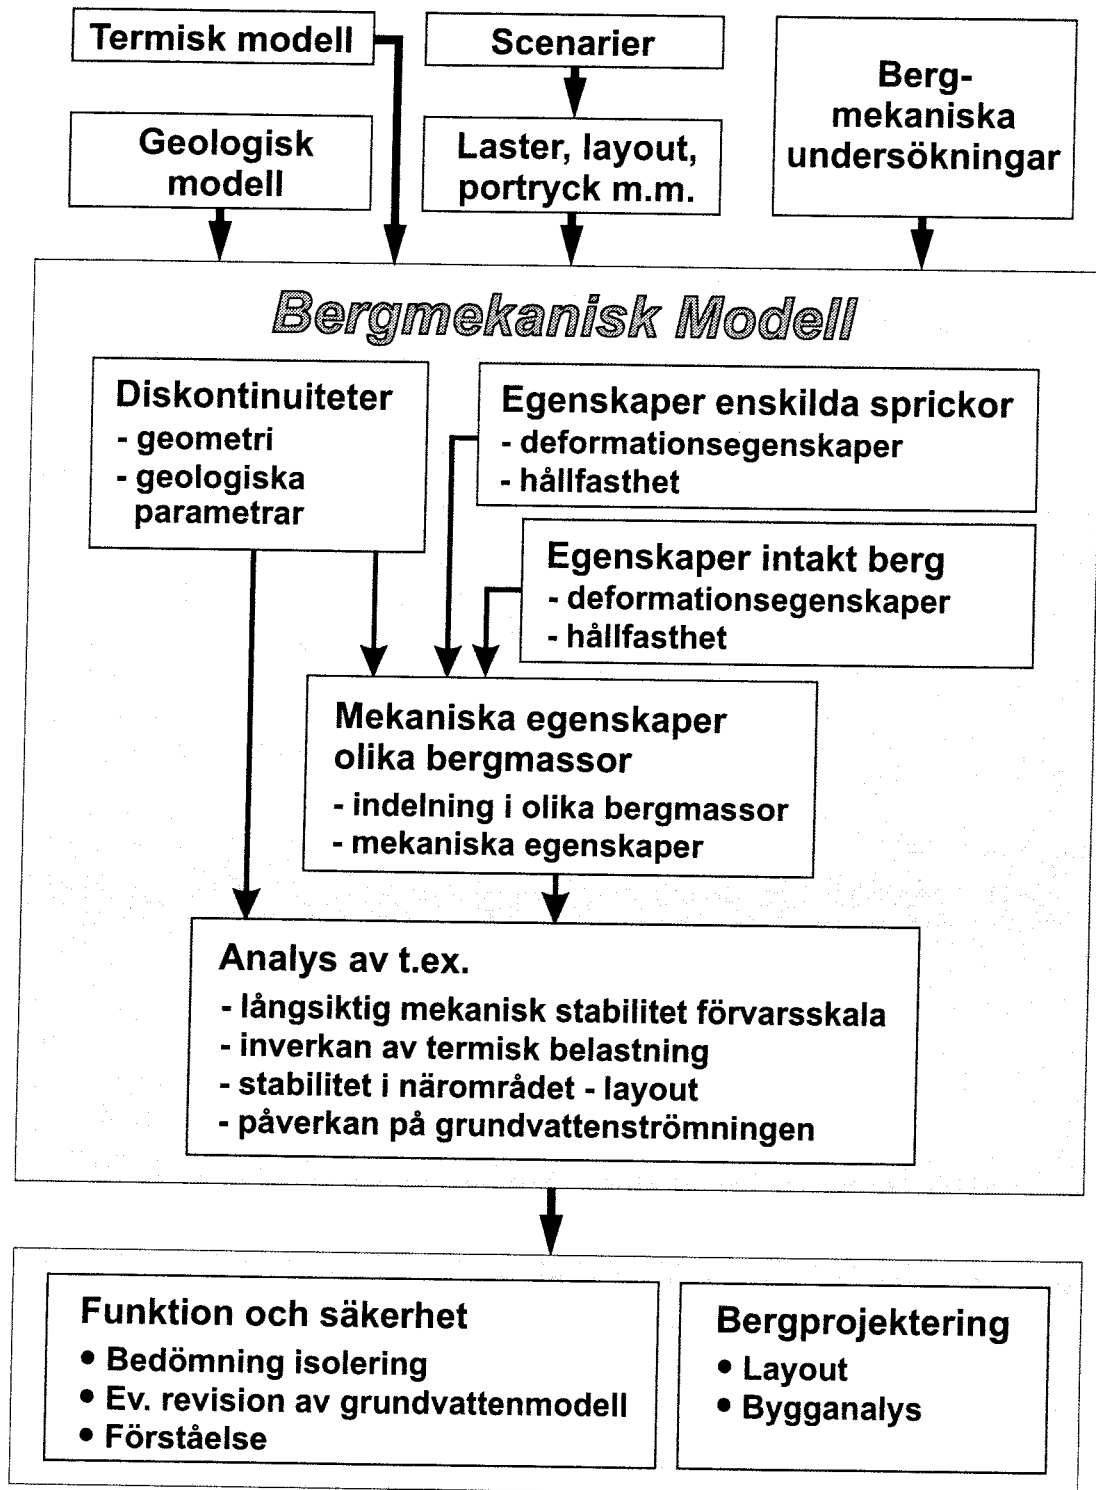 Termisk modell
Scenarier
Berg-
mekaniska
undersökningar
Geologisk
modell
Laster, layout,
portryck m.m.
Bergmekanisk Modell
Diskontinuiteter
- geometri
- geologiska
parametrar
Egenskaper enskilda sprickor
- deformationsegenskaper
- hållfasthet
Egenskaper intakt berg
- deformationsegenskaper
- hållfasthet
Mekaniska egenskaper
olika bergmassor
- indelning i olika bergmassor
- mekaniska egenskaper
Analys av t.ex.
- långsiktig mekanisk stabilitet förvarsskala
- inverkan av termisk belastning
- stabilitet i närområdet - layout
- påverkan på grundvattenströmningen
Funktion och säkerhet
• Bedömning isolering
• Ev. revision av grundvattenmodell
• Förståelse
Bergprojektering
• Layout
• Bygganalys